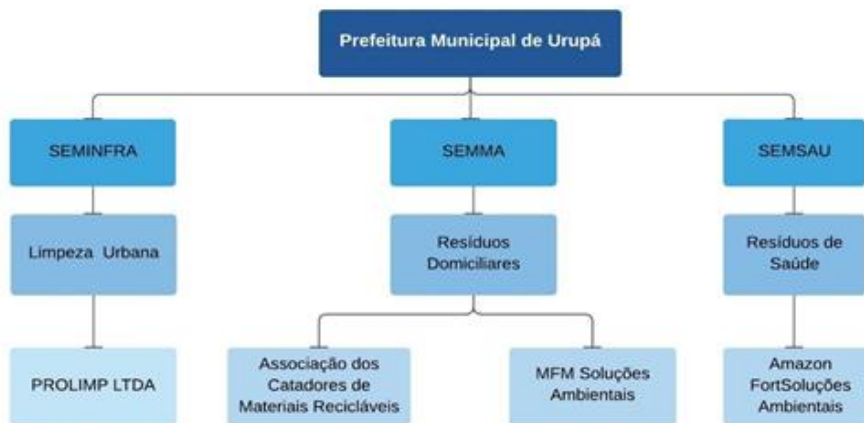 Prefeitura Municipal de Urupá
SEMINFRA
SEMMA
SEMSAU
Limpeza Urbana
Resíduos
Domiciliares
Resíduos de
Saúde
PROLIMP LTDA
Associação dos
Catadores de
Materiais Recicláveis
MFM Soluções
Ambientais
Amazon
FortSoluções
Ambientais